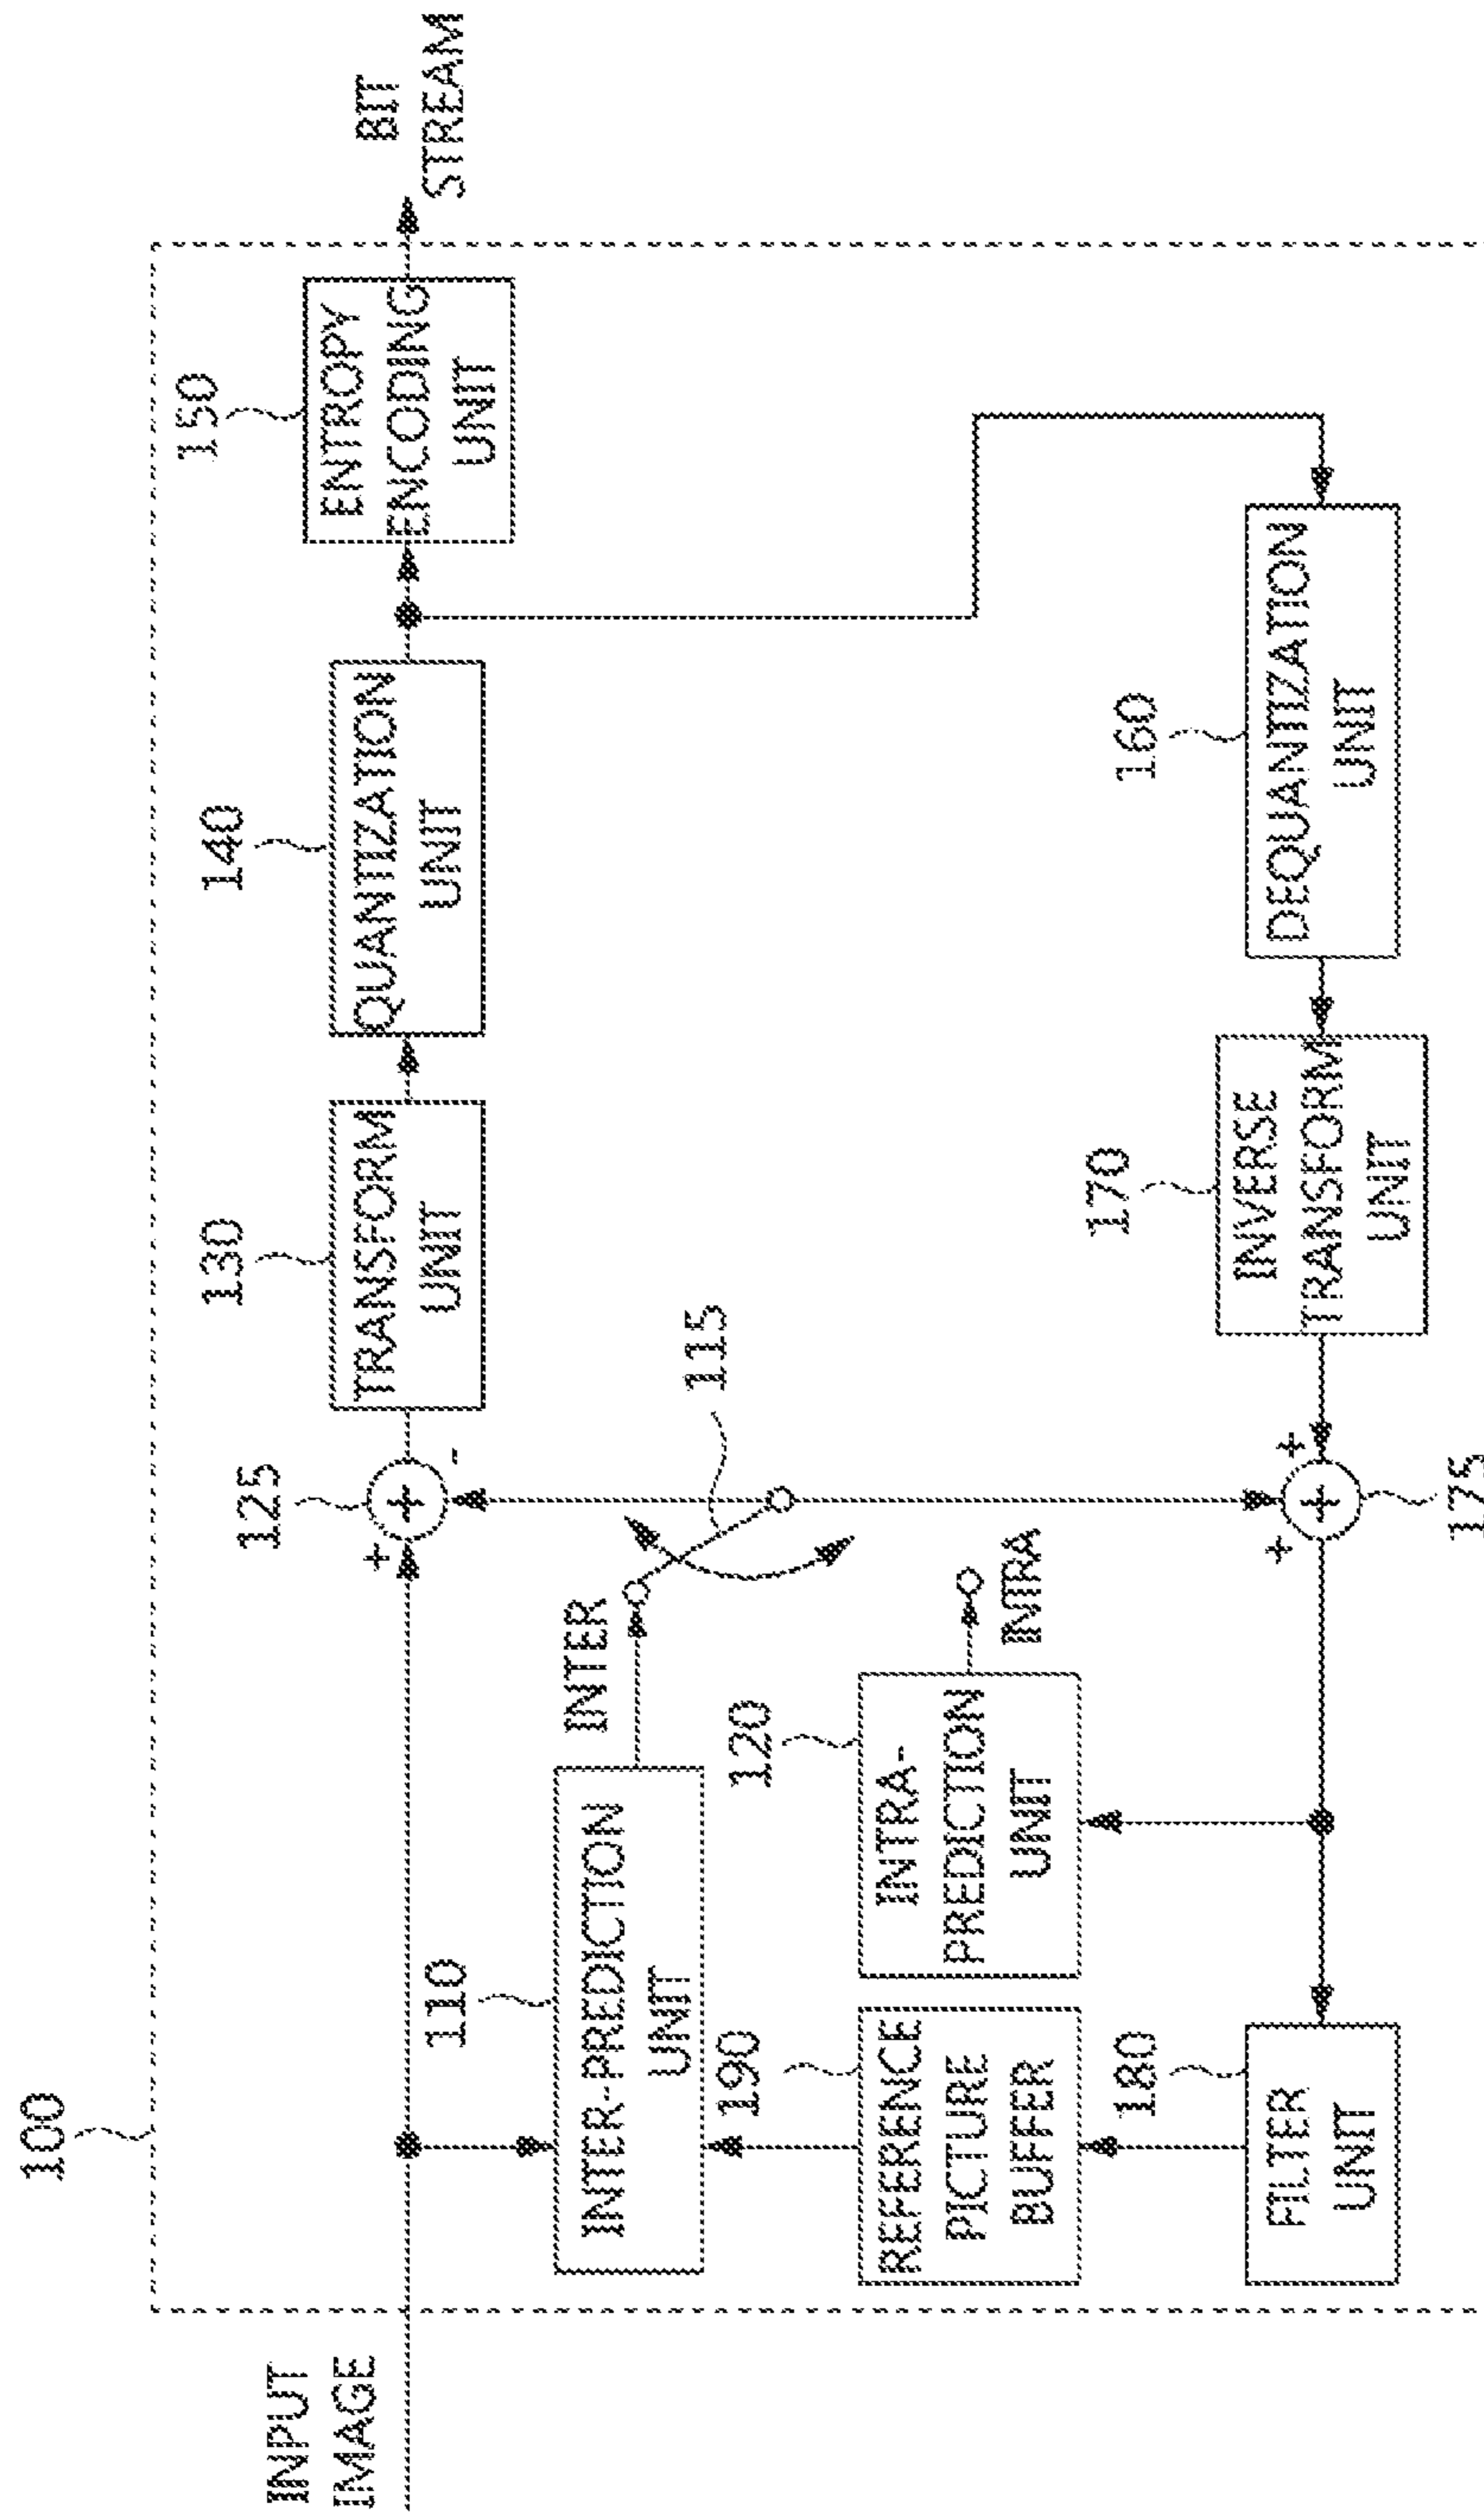 100
INPUT
IMAGE
125
+
+
-
130
TRANSFORM
UNIT
140
QUANTIZATION
UNIT
150
ENTROPY
ENCODING
UNIT
BIT
STREAM
110
INTER-PREDICTION
UNIT
INTER
115
190
REFERENCE
PICTURE
BUFFER
120
INTRA-
PREDICTION
UNIT
INTRA
180
FILTER
UNIT
+
+
+
175
170
INVERSE
TRANSFORM
UNIT
160
DEQUANTIZATION
UNIT